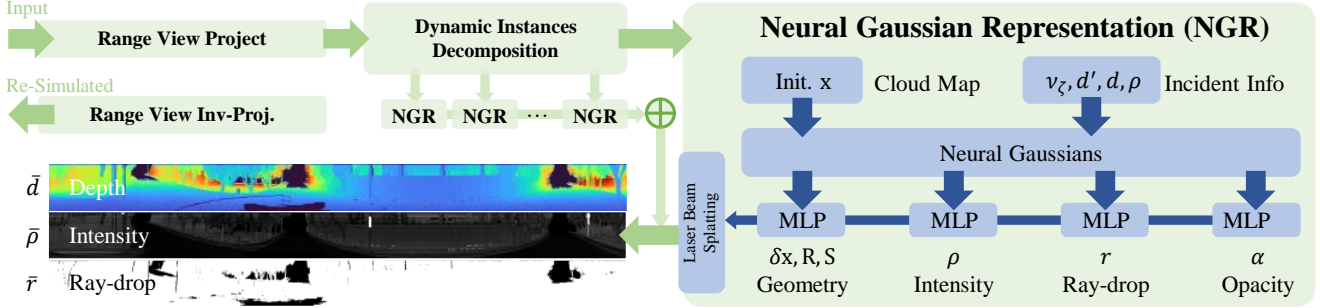 Input
Range View Project
Dynamic Instances
Decomposition
Re-Simulated
Range View Inv-Proj.
NGR
NGR
...
NGR
d̄
Depth
ρ̄
Intensity
r̄
Ray-drop
Neural Gaussian Representation (NGR)
Init. x
Cloud Map
ν_ζ, d′, d, ρ
Incident Info
Neural Gaussians
Laser Beam
Splatting
MLP
MLP
MLP
MLP
δx, R, S
ρ
r
α
Geometry
Intensity
Ray-drop
Opacity